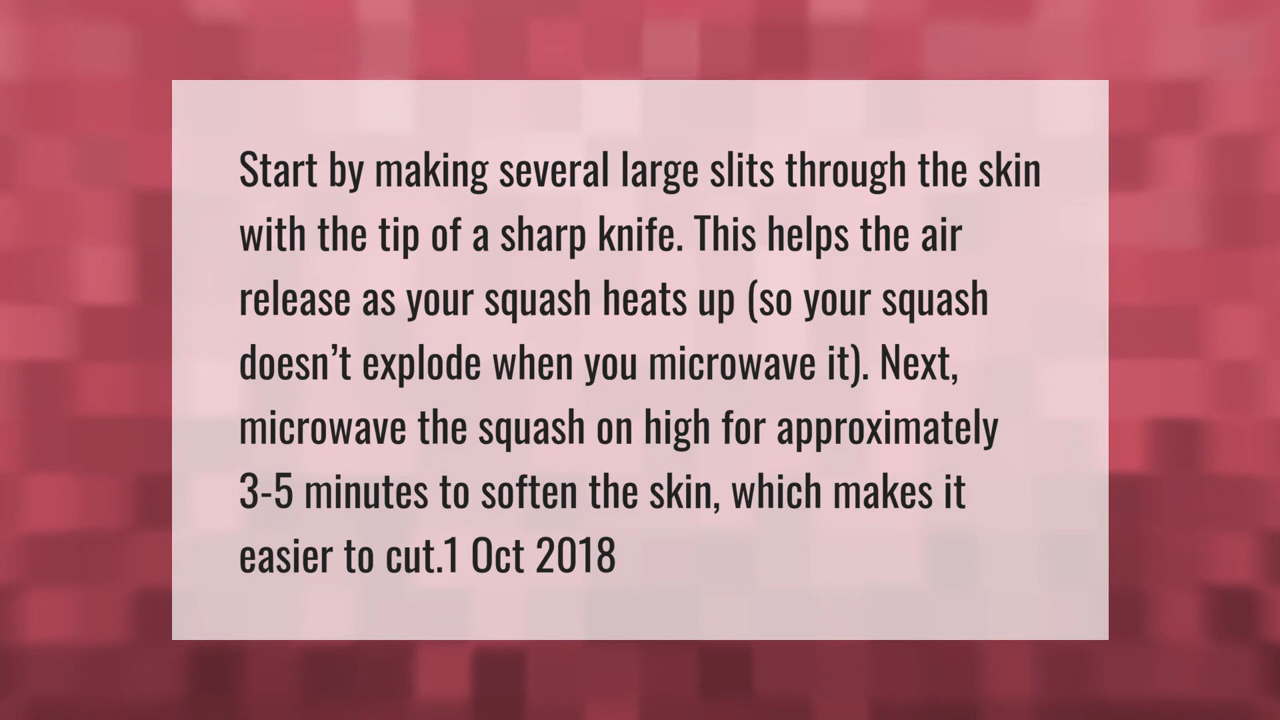 Start by making several large slits through the skin
with the tip of a sharp knife. This helps the air
release as your squash heats up (so your squash
doesn’t explode when you microwave it). Next,
microwave the squash on high for approximately
3-5 minutes to soften the skin, which makes it
easier to cut.1 Oct 2018